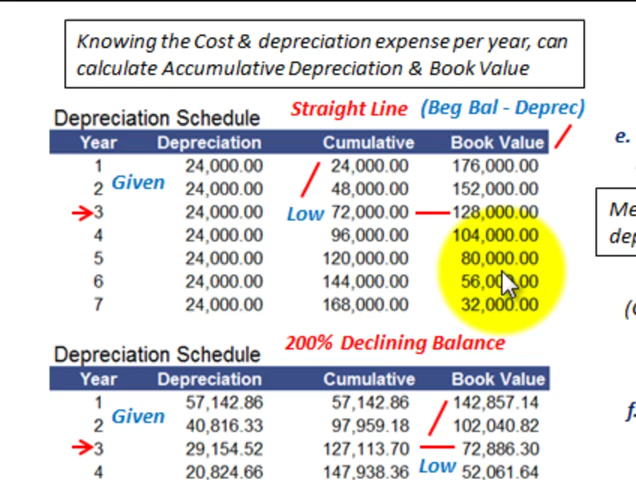 Knowing the Cost & depreciation expense per year, can
calculate Accumulative Depreciation & Book Value
Depreciation Schedule Straight Line (Beg Bal - Deprec)
Year Depreciation Cumulative Book Value
1 24,000.00 24,000.00 176,000.00
2 Given 24,000.00 48,000.00 152,000.00
3 24,000.00 Low 72,000.00 128,000.00
4 24,000.00 96,000.00 104,000.00
5 24,000.00 120,000.00 80,000.00
6 24,000.00 144,000.00 56,000.00
7 24,000.00 168,000.00 32,000.00
e.
Me
dep
Depreciation Schedule 200% Declining Balance
Year Depreciation Cumulative Book Value
1 57,142.86 57,142.86 142,857.14
2 Given 40,816.33 97,959.18 102,040.82
3 29,154.52 127,113.70 72,886.30
4 20,824.66 147,938.36 Low 52,061.64
f.